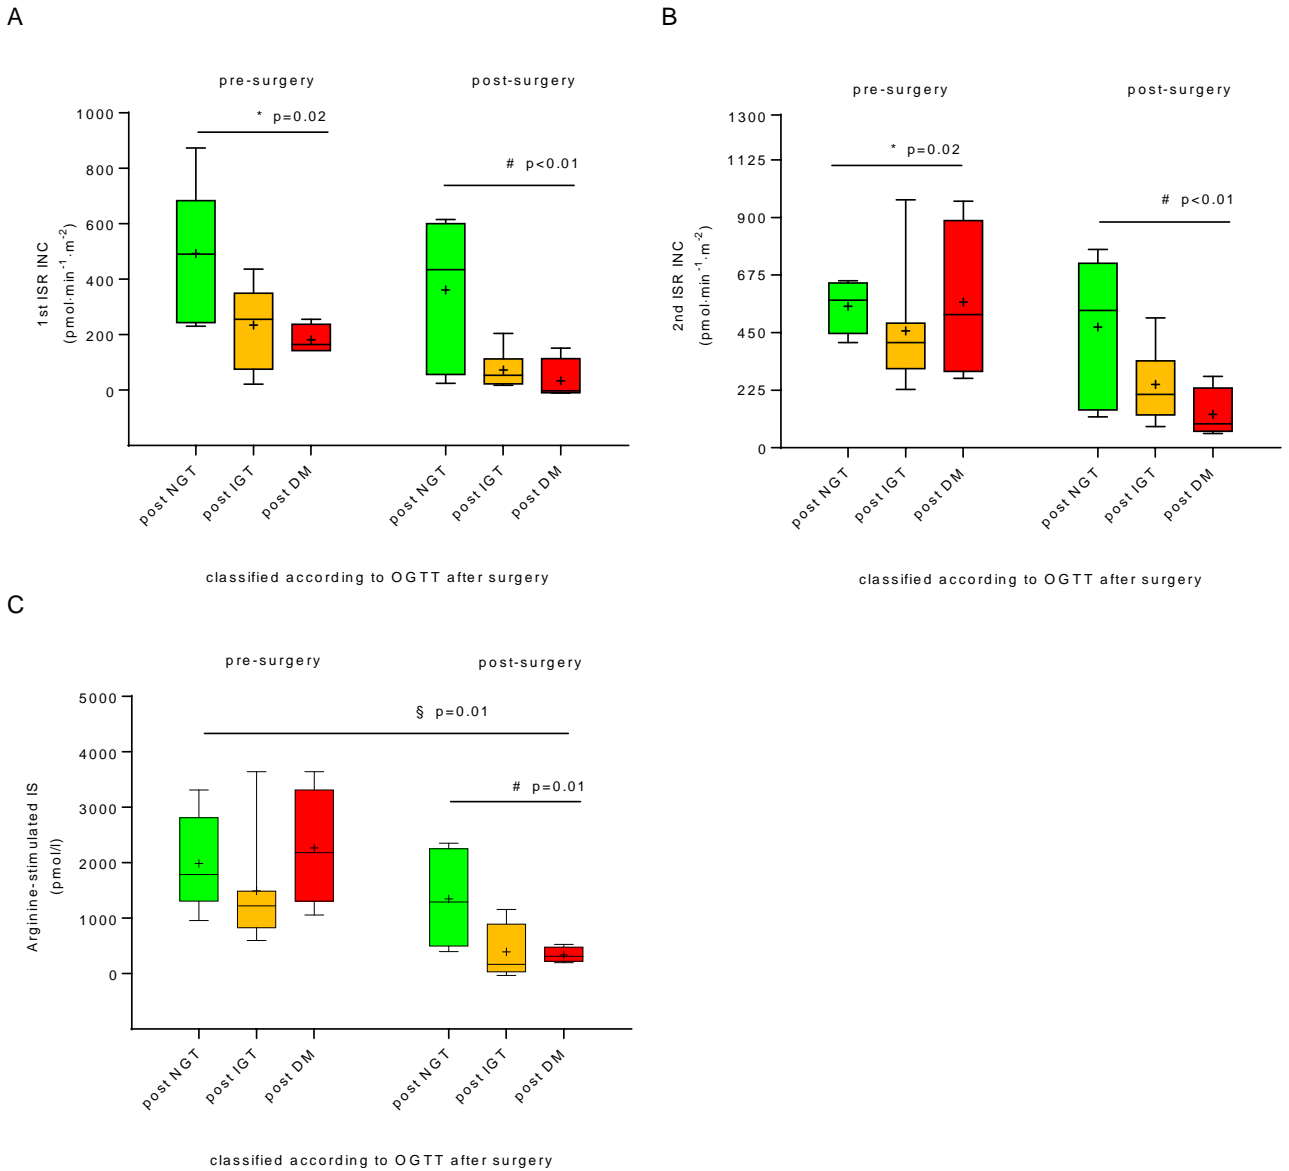 A
pre-surgery
post-surgery
1000
800
600
400
200
0
1st ISR INC
(pmol·min⁻¹·m⁻²)
* p=0.02
# p<0.01
post NGT
post IGT
post DM
post NGT
post IGT
post DM
classified according to OGTT after surgery
B
pre-surgery
post-surgery
1300
1125
900
675
450
225
0
2nd ISR INC
(pmol·min⁻¹·m⁻²)
* p=0.02
# p<0.01
post NGT
post IGT
post DM
post NGT
post IGT
post DM
classified according to OGTT after surgery
C
pre-surgery
post-surgery
5000
4000
3000
2000
1000
0
Arginine-stimulated IS
(pmol/l)
§ p=0.01
# p=0.01
post NGT
post IGT
post DM
post NGT
post IGT
post DM
classified according to OGTT after surgery